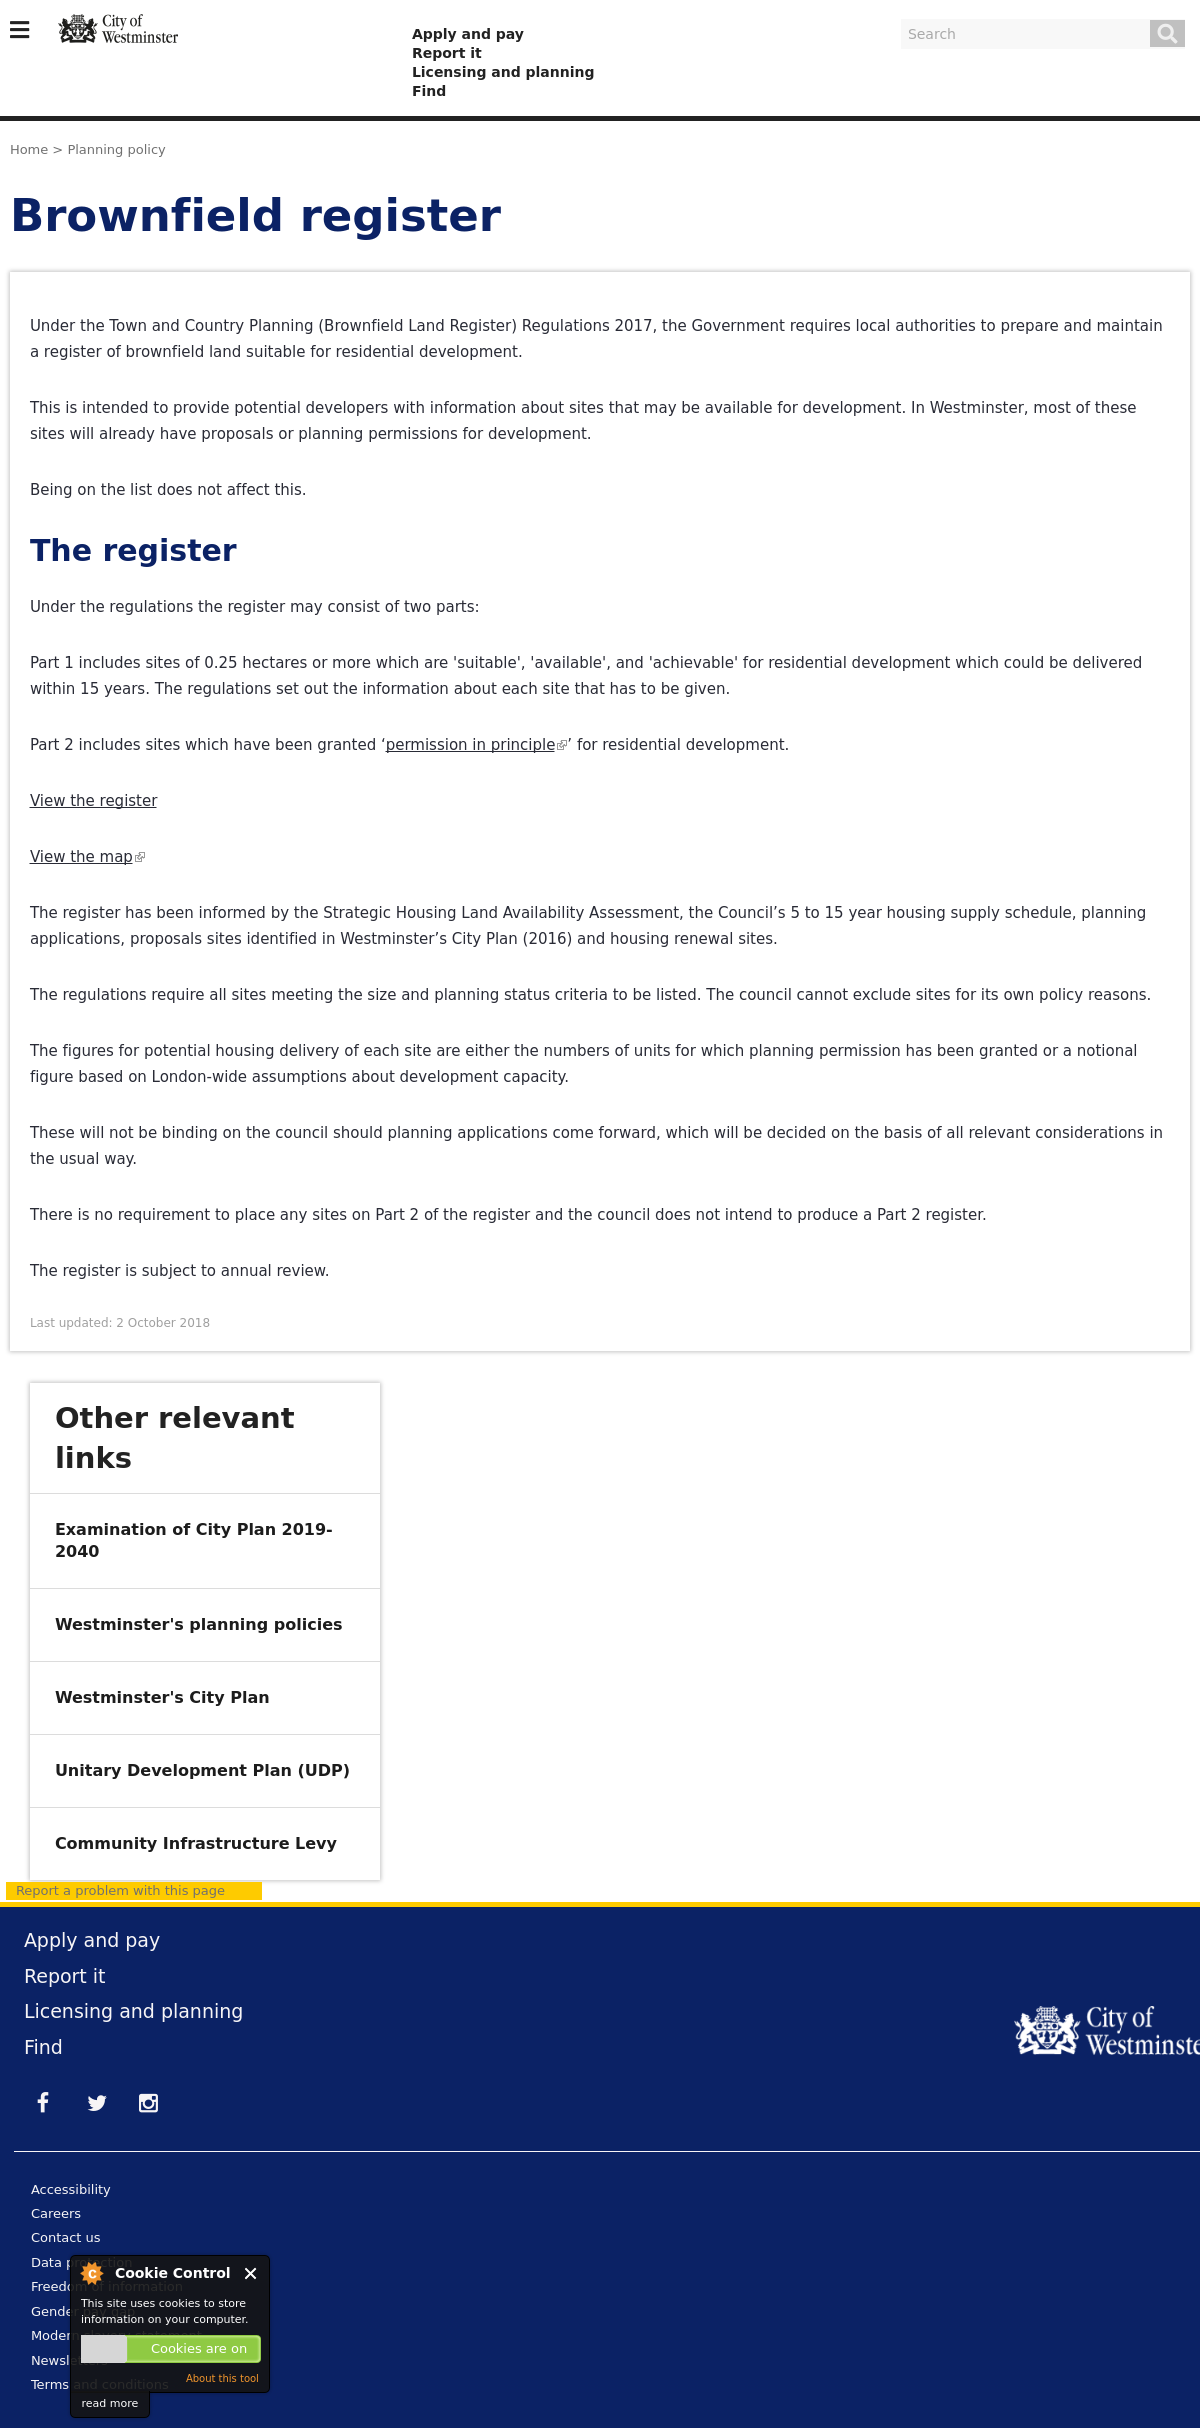 City of
Westminster
Apply and pay
Report it
Licensing and planning
Find
Search
Home > Planning policy
Brownfield register
Under the Town and Country Planning (Brownfield Land Register) Regulations 2017, the Government requires local authorities to prepare and maintain
a register of brownfield land suitable for residential development.
This is intended to provide potential developers with information about sites that may be available for development. In Westminster, most of these
sites will already have proposals or planning permissions for development.
Being on the list does not affect this.
The register
Under the regulations the register may consist of two parts:
Part 1 includes sites of 0.25 hectares or more which are 'suitable', 'available', and 'achievable' for residential development which could be delivered
within 15 years. The regulations set out the information about each site that has to be given.
Part 2 includes sites which have been granted ‘permission in principle’ for residential development.
View the register
View the map
The register has been informed by the Strategic Housing Land Availability Assessment, the Council’s 5 to 15 year housing supply schedule, planning
applications, proposals sites identified in Westminster’s City Plan (2016) and housing renewal sites.
The regulations require all sites meeting the size and planning status criteria to be listed. The council cannot exclude sites for its own policy reasons.
The figures for potential housing delivery of each site are either the numbers of units for which planning permission has been granted or a notional
figure based on London-wide assumptions about development capacity.
These will not be binding on the council should planning applications come forward, which will be decided on the basis of all relevant considerations in
the usual way.
There is no requirement to place any sites on Part 2 of the register and the council does not intend to produce a Part 2 register.
The register is subject to annual review.
Last updated: 2 October 2018
Other relevant
links
Examination of City Plan 2019-
2040
Westminster's planning policies
Westminster's City Plan
Unitary Development Plan (UDP)
Community Infrastructure Levy
Report a problem with this page
Apply and pay
Report it
Licensing and planning
Find
City of
Westminste
Accessibility
Careers
Contact us
Data protection
Freedom of information
Gender
Modern
Terms and conditions
C Cookie Control
This site uses cookies to store
information on your computer.
Cookies are on
About this tool
read more